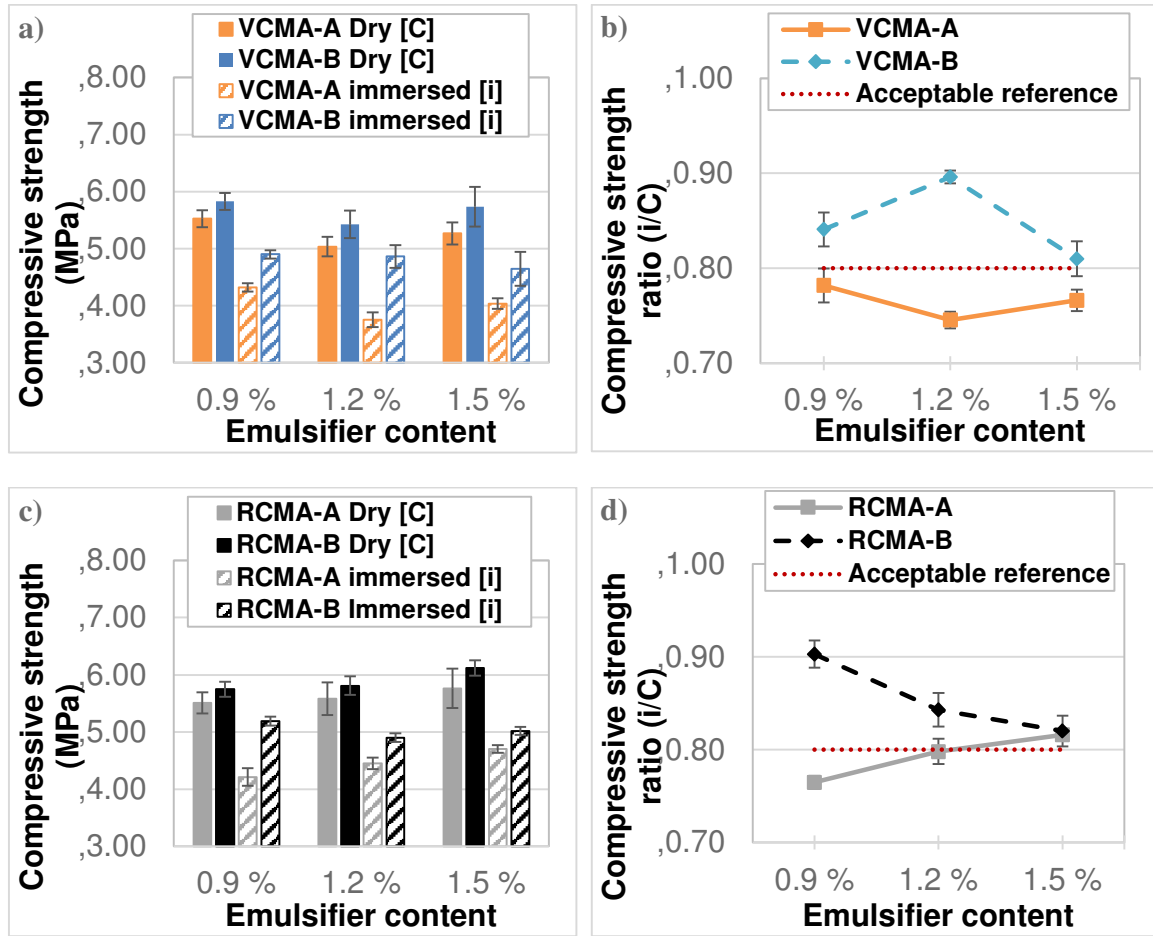 a)
VCMA-A Dry [C]
VCMA-B Dry [C]
VCMA-A immersed [i]
VCMA-B immersed [i]
,8.00
,7.00
,6.00
,5.00
,4.00
,3.00
Compressive strength
(MPa)
0.9 %
1.2 %
1.5 %
Emulsifier content
b)
VCMA-A
VCMA-B
Acceptable reference
,1.00
,0.90
,0.80
,0.70
Compressive strength
ratio (i/C)
0.9 %
1.2 %
1.5 %
Emulsifier content
c)
RCMA-A Dry [C]
RCMA-B Dry [C]
RCMA-A immersed [i]
RCMA-B Immersed [i]
,8.00
,7.00
,6.00
,5.00
,4.00
,3.00
Compressive strength
(MPa)
0.9 %
1.2 %
1.5 %
Emulsifier content
d)
RCMA-A
RCMA-B
Acceptable reference
,1.00
,0.90
,0.80
,0.70
Compressive strength
ratio (i/C)
0.9 %
1.2 %
1.5 %
Emulsifier content